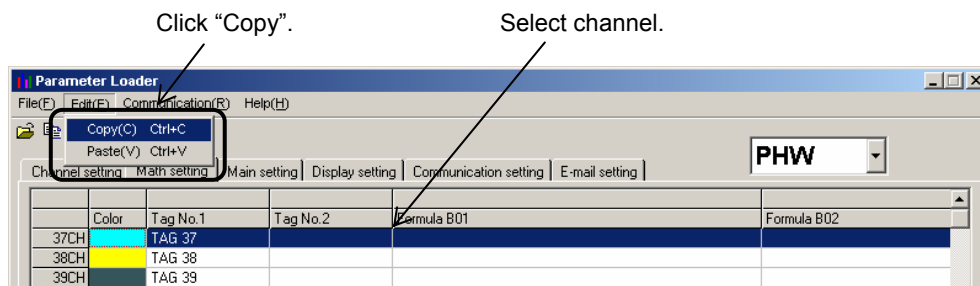 Click “Copy”. Select channel.
Parameter Loader
File(F) Edit(E) Communication(R) Help(H)
Copy(C) Ctrl+C
Paste(V) Ctrl+V
PHW
Channel setting Math setting Main setting Display setting Communication setting E-mail setting
Color Tag No.1 Tag No.2 Formula B01 Formula B02
37CH TAG 37
38CH TAG 38
39CH TAG 39